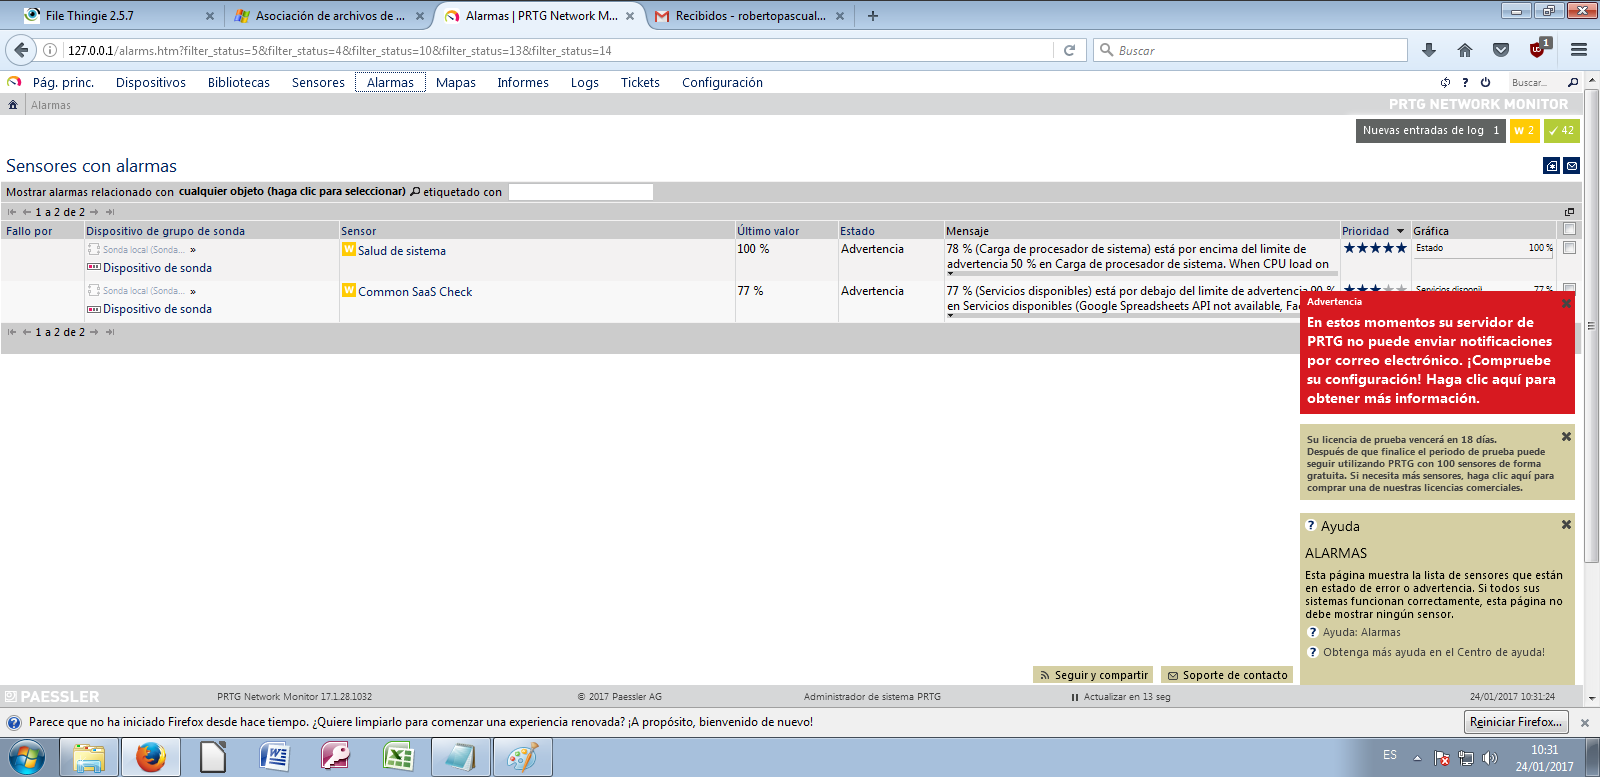 File Thingie 2.5.7
Asociación de archivos de ...
Alarmas | PRTG Network M...
Recibidos - robertopascual...
127.0.0.1/alarms.htm?filter_status=5&filter_status=4&filter_status=10&filter_status=13&filter_status=14
Buscar
1
Pág. princ.
Dispositivos
Bibliotecas
Sensores
Alarmas
Mapas
Informes
Logs
Tickets
Configuración
Buscar...
Alarmas
PRTG NETWORK MONITOR
Nuevas entradas de log 1
W 2
42
Sensores con alarmas
Mostrar alarmas relacionado con cualquier objeto (haga clic para seleccionar) etiquetado con
1 a 2 de 2
Fallo por
Dispositivo de grupo de sonda
Sensor
Último valor
Estado
Mensaje
Prioridad
Gráfica
Sonda local (Sonda... »
Dispositivo de sonda
W Salud de sistema
100 %
Advertencia
78 % (Carga de procesador de sistema) está por encima del limite de
advertencia 50 % en Carga de procesador de sistema. When CPU load on
Estado 100 %
Sonda local (Sonda... »
Dispositivo de sonda
W Common SaaS Check
77 %
Advertencia
77 % (Servicios disponibles) está por debajo del limite de advertencia 90 %
en Servicios disponibles (Google Spreadsheets API not available, Fac
Servicios disponil 77 %
1 a 2 de 2
Advertencia
En estos momentos su servidor de
PRTG no puede enviar notificaciones
por correo electrónico. ¡Compruebe
su configuración! Haga clic aquí para
obtener más información.
Su licencia de prueba vencerá en 18 días.
Después de que finalice el periodo de prueba puede
seguir utilizando PRTG con 100 sensores de forma
gratuita. Si necesita más sensores, haga clic aquí para
comprar una de nuestras licencias comerciales.
? Ayuda
ALARMAS
Esta página muestra la lista de sensores que están
en estado de error o advertencia. Si todos sus
sistemas funcionan correctamente, esta página no
debe mostrar ningún sensor.
? Ayuda: Alarmas
? Obtenga más ayuda en el Centro de ayuda!
Seguir y compartir
Soporte de contacto
PAESSLER
PRTG Network Monitor 17.1.28.1032
© 2017 Paessler AG
Administrador de sistema PRTG
Actualizar en 13 seg
24/01/2017 10:31:24
Parece que no ha iniciado Firefox desde hace tiempo. ¿Quiere limpiarlo para comenzar una experiencia renovada? ¡A propósito, bienvenido de nuevo!
Reiniciar Firefox...
ES
10:31
24/01/2017